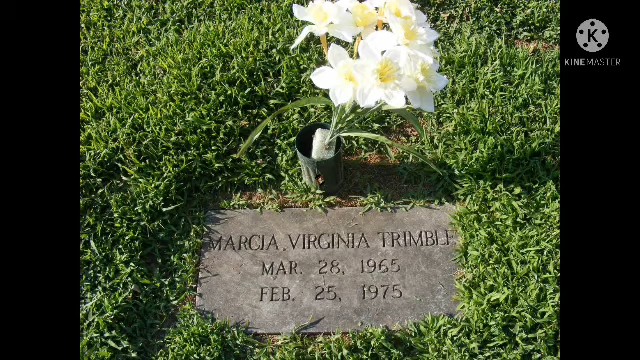 K
KINEMASTER
MARCIA VIRGINIA TRIMBLE
MAR. 28, 1965
FEB. 25, 1975